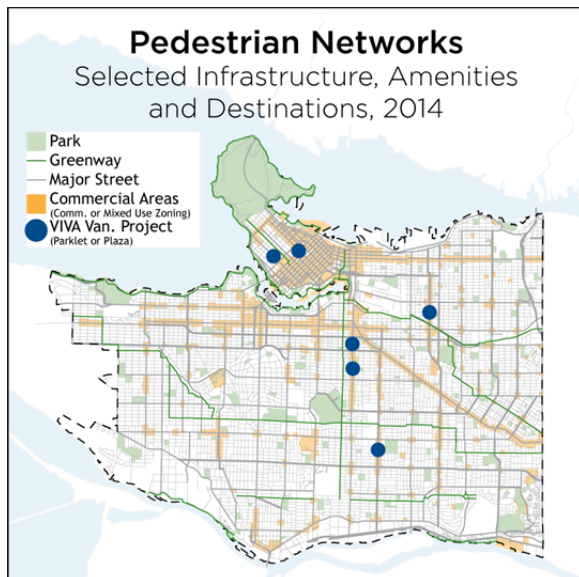 Pedestrian Networks
Selected Infrastructure, Amenities
and Destinations, 2014
Park
Greenway
Major Street
Commercial Areas
(Comm. or Mixed Use Zoning)
VIVA Van. Project
(Parklet or Plaza)